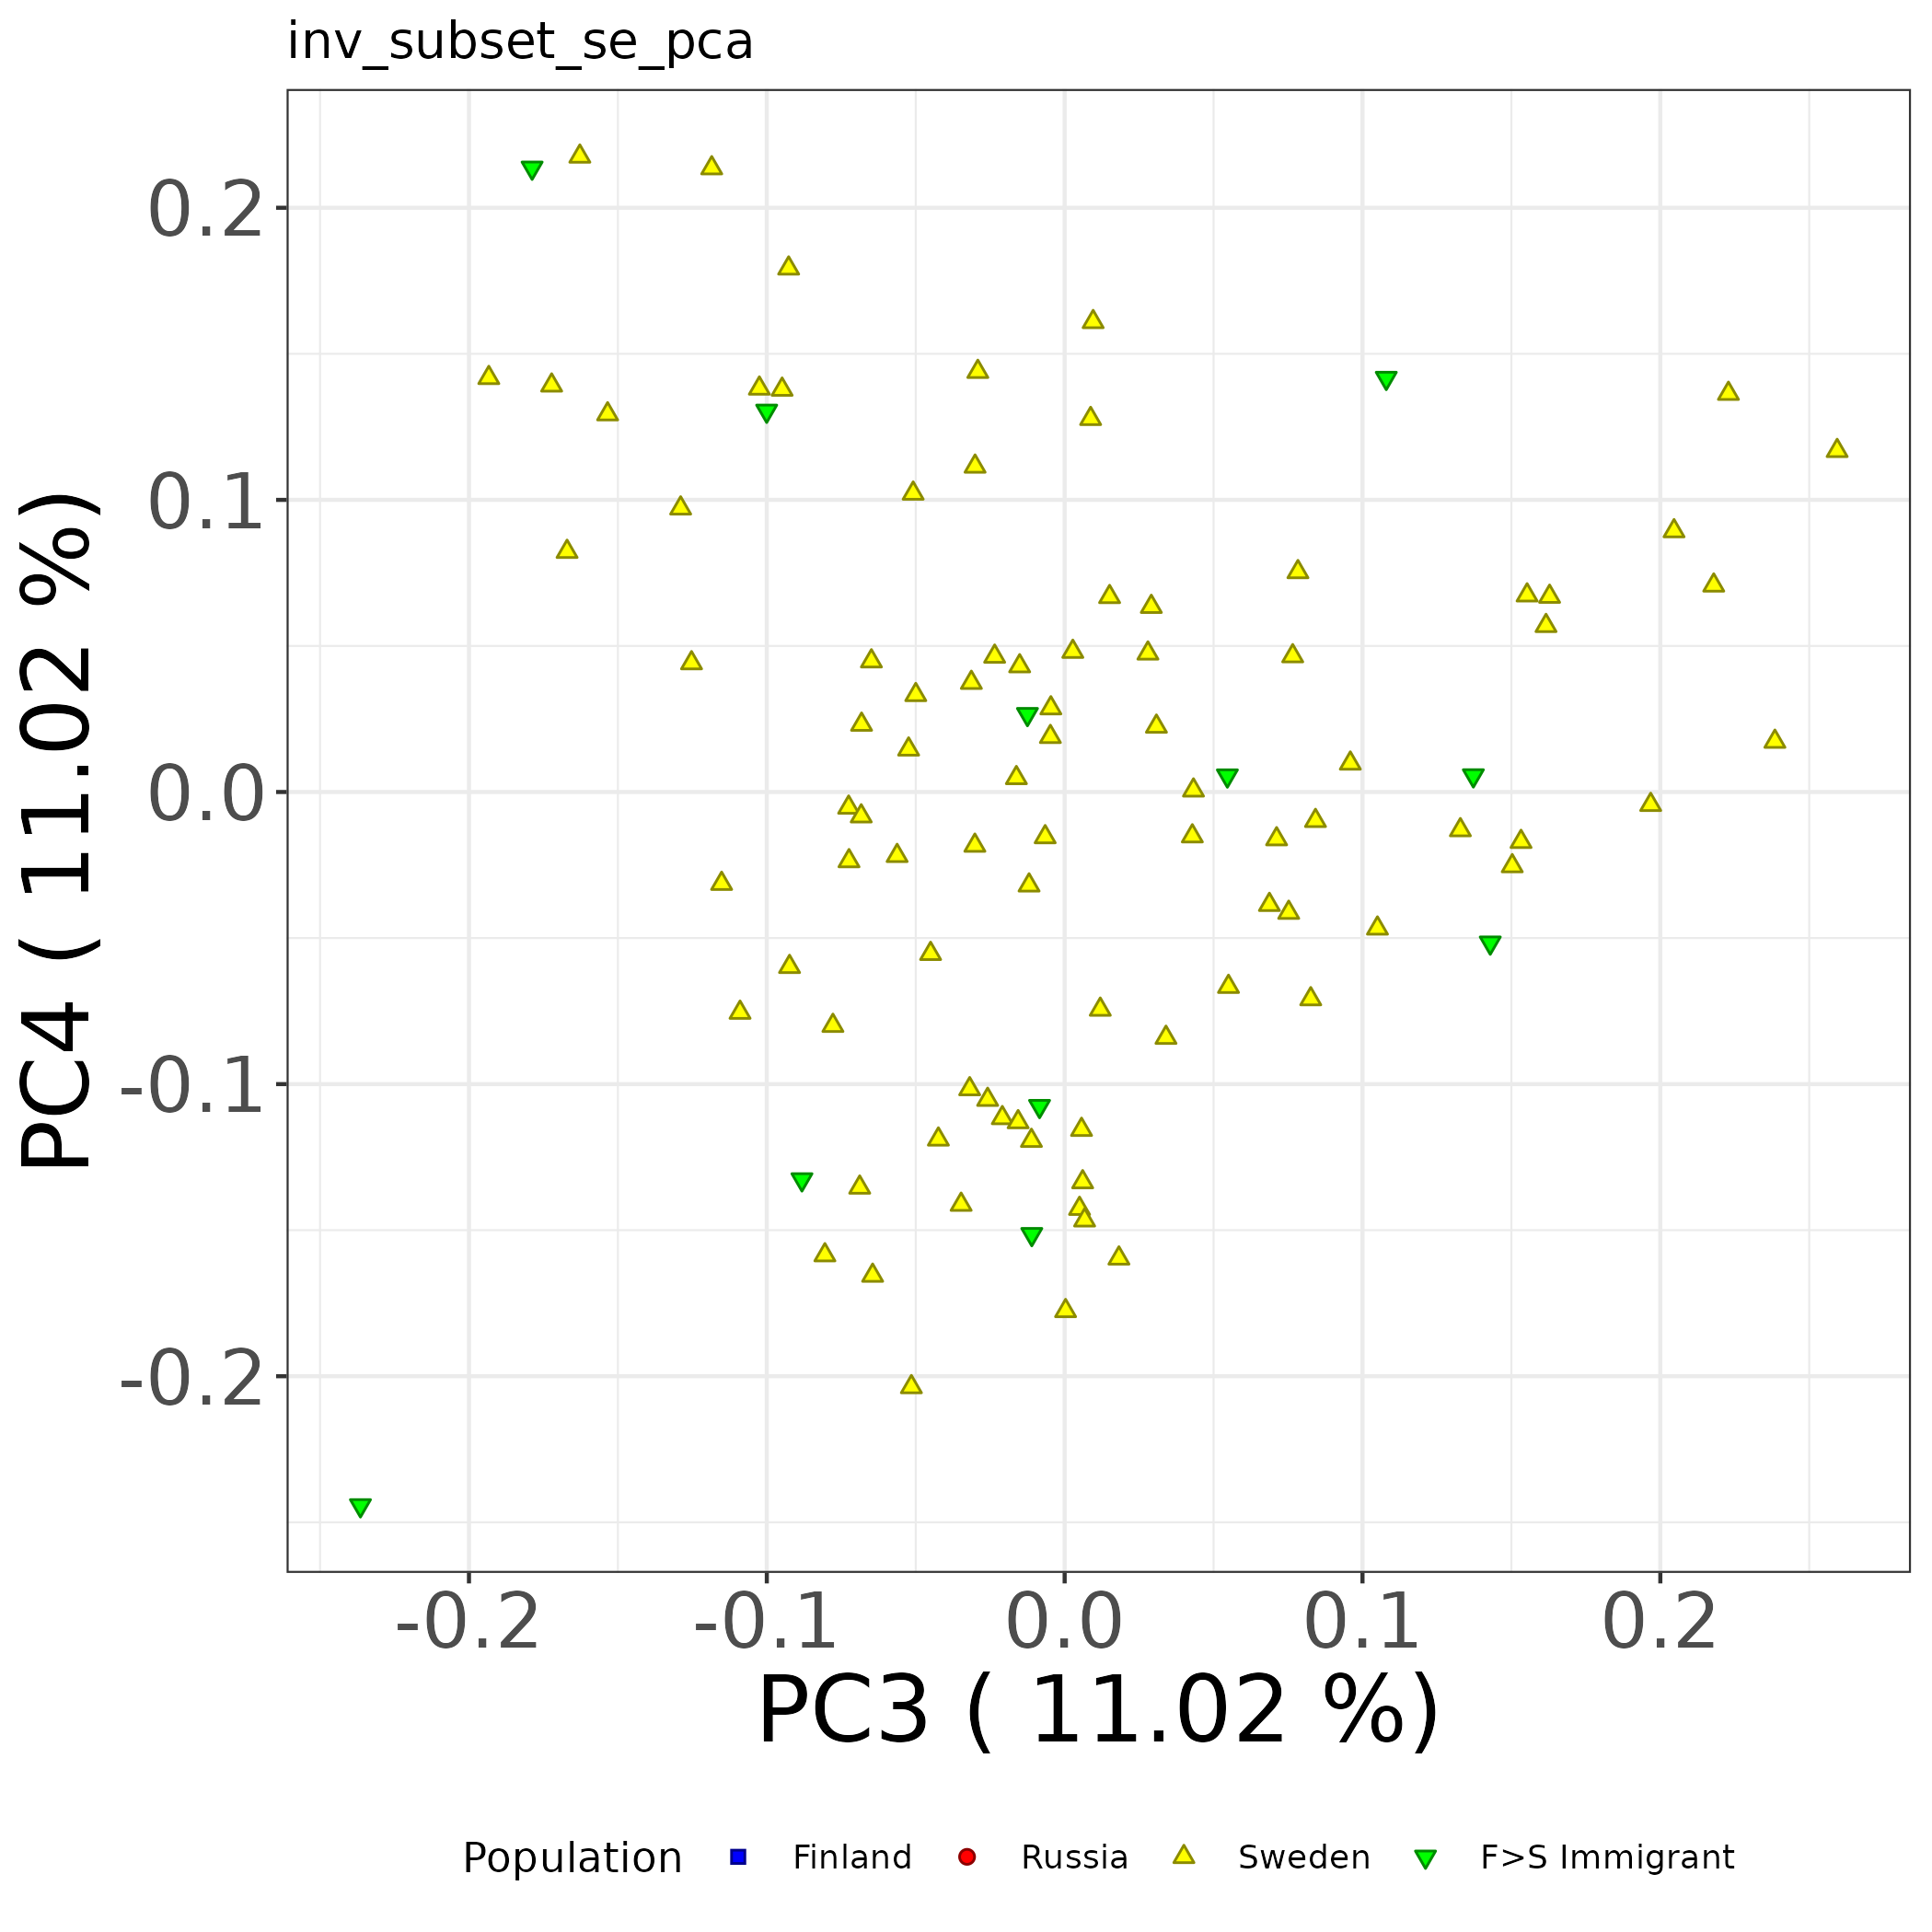 inv_subset_se_pca
PC4 ( 11.02 %)
0.2
0.1
0.0
-0.1
-0.2
-0.2 -0.1 0.0 0.1 0.2
PC3 ( 11.02 %)
Population Finland Russia Sweden F>S Immigrant